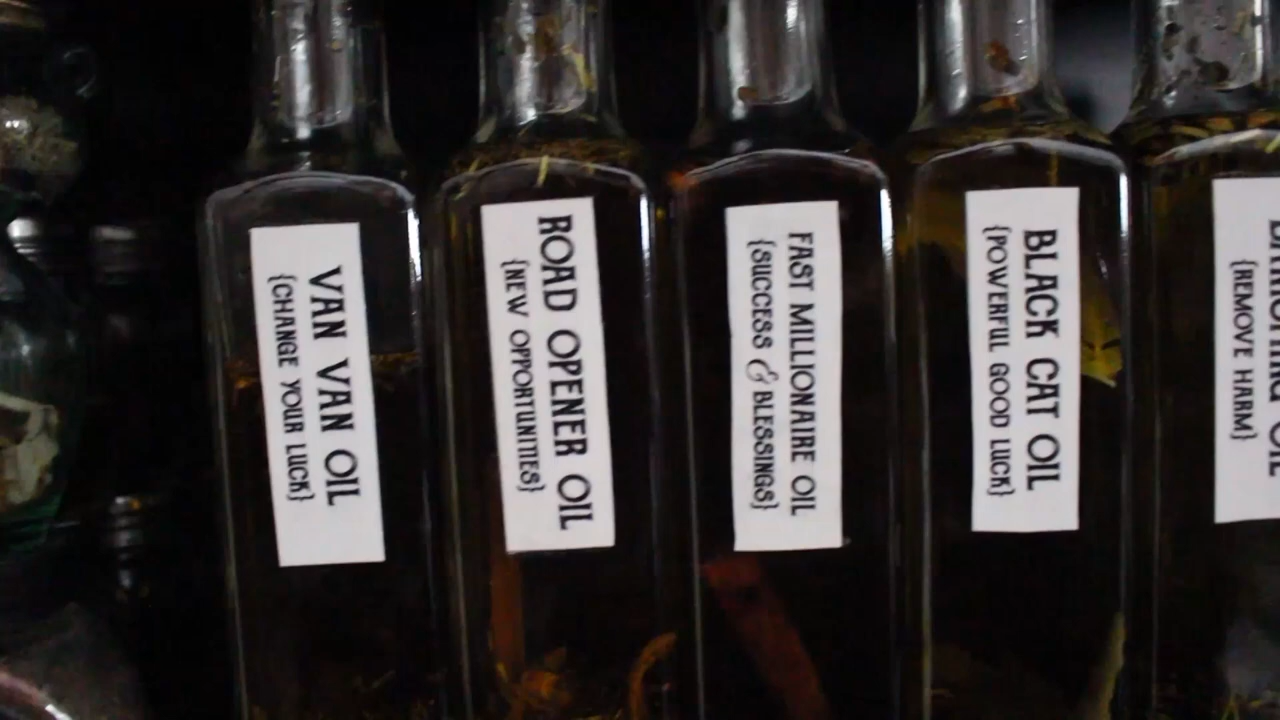 VAN VAN OIL
{CHANGE YOUR LUCK}
ROAD OPENER OIL
{NEW OPPORTUNITIES}
FAST MILLIONAIRE OIL
{SUCCESS & BLESSINGS}
BLACK CAT OIL
{POWERFUL GOOD LUCK}
OIL
{REMOVE HARM}